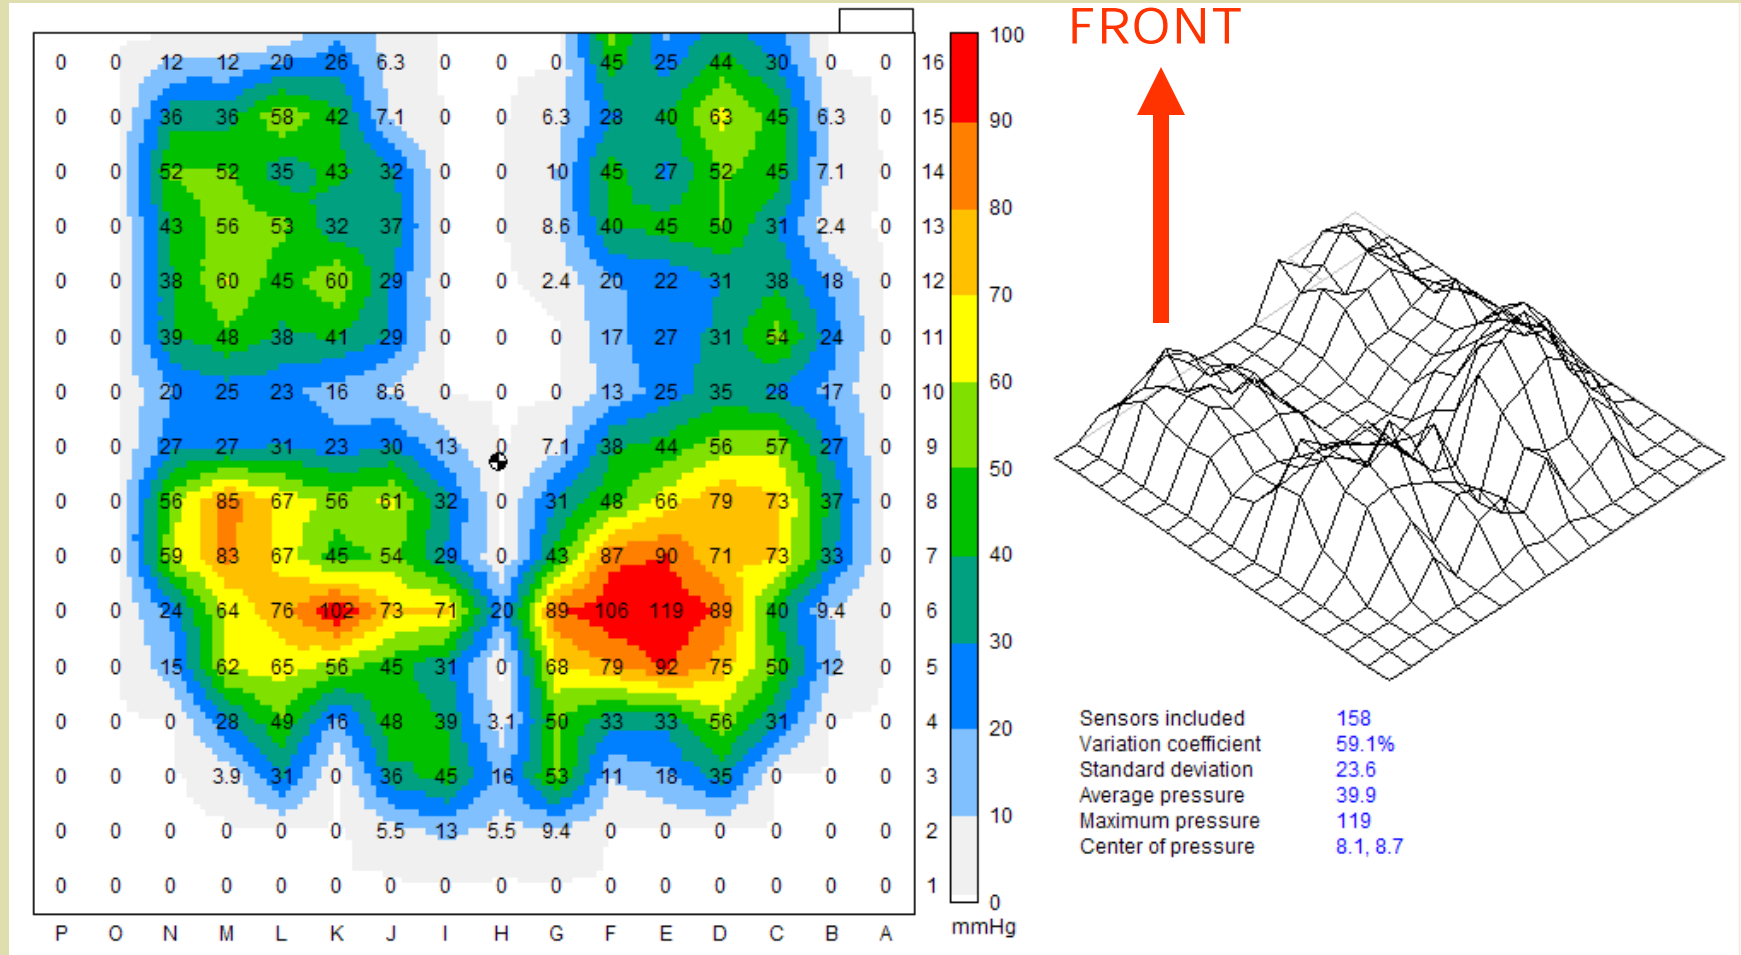 FRONT
0 0 12 12 20 26 6.3 0 0 0 45 25 44 30 0 0 16
0 0 36 36 58 42 7.1 0 0 6.3 28 40 63 45 6.3 0 15
0 0 52 52 35 43 32 0 0 10 45 27 52 45 7.1 0 14
0 0 43 56 53 32 37 0 0 8.6 40 45 50 31 2.4 0 13
0 0 38 60 45 60 29 0 0 2.4 20 22 31 38 18 0 12
0 0 39 48 38 41 29 0 0 0 17 27 31 54 24 0 11
0 0 20 25 23 16 8.6 0 0 0 13 25 35 28 17 0 10
0 0 27 27 31 23 30 13 0 7.1 38 44 56 57 27 0 9
0 0 56 85 67 56 61 32 0 31 48 66 79 73 37 0 8
0 0 59 83 67 45 54 29 0 43 87 90 71 73 33 0 7
0 0 24 64 76 102 73 71 20 89 106 119 89 40 9.4 0 6
0 0 15 62 65 56 45 31 0 68 79 92 75 50 12 0 5
0 0 0 28 49 16 48 39 3.1 50 33 33 56 31 0 0 4
0 0 0 3.9 31 0 36 45 16 53 11 18 35 0 0 0 3
0 0 0 0 0 0 5.5 13 5.5 9.4 0 0 0 0 0 0 2
0 0 0 0 0 0 0 0 0 0 0 0 0 0 0 0 1
P O N M L K J I H G F E D C B A
100
90
80
70
60
50
40
30
20
10
0
mmHg
Sensors included 158
Variation coefficient 59.1%
Standard deviation 23.6
Average pressure 39.9
Maximum pressure 119
Center of pressure 8.1, 8.7